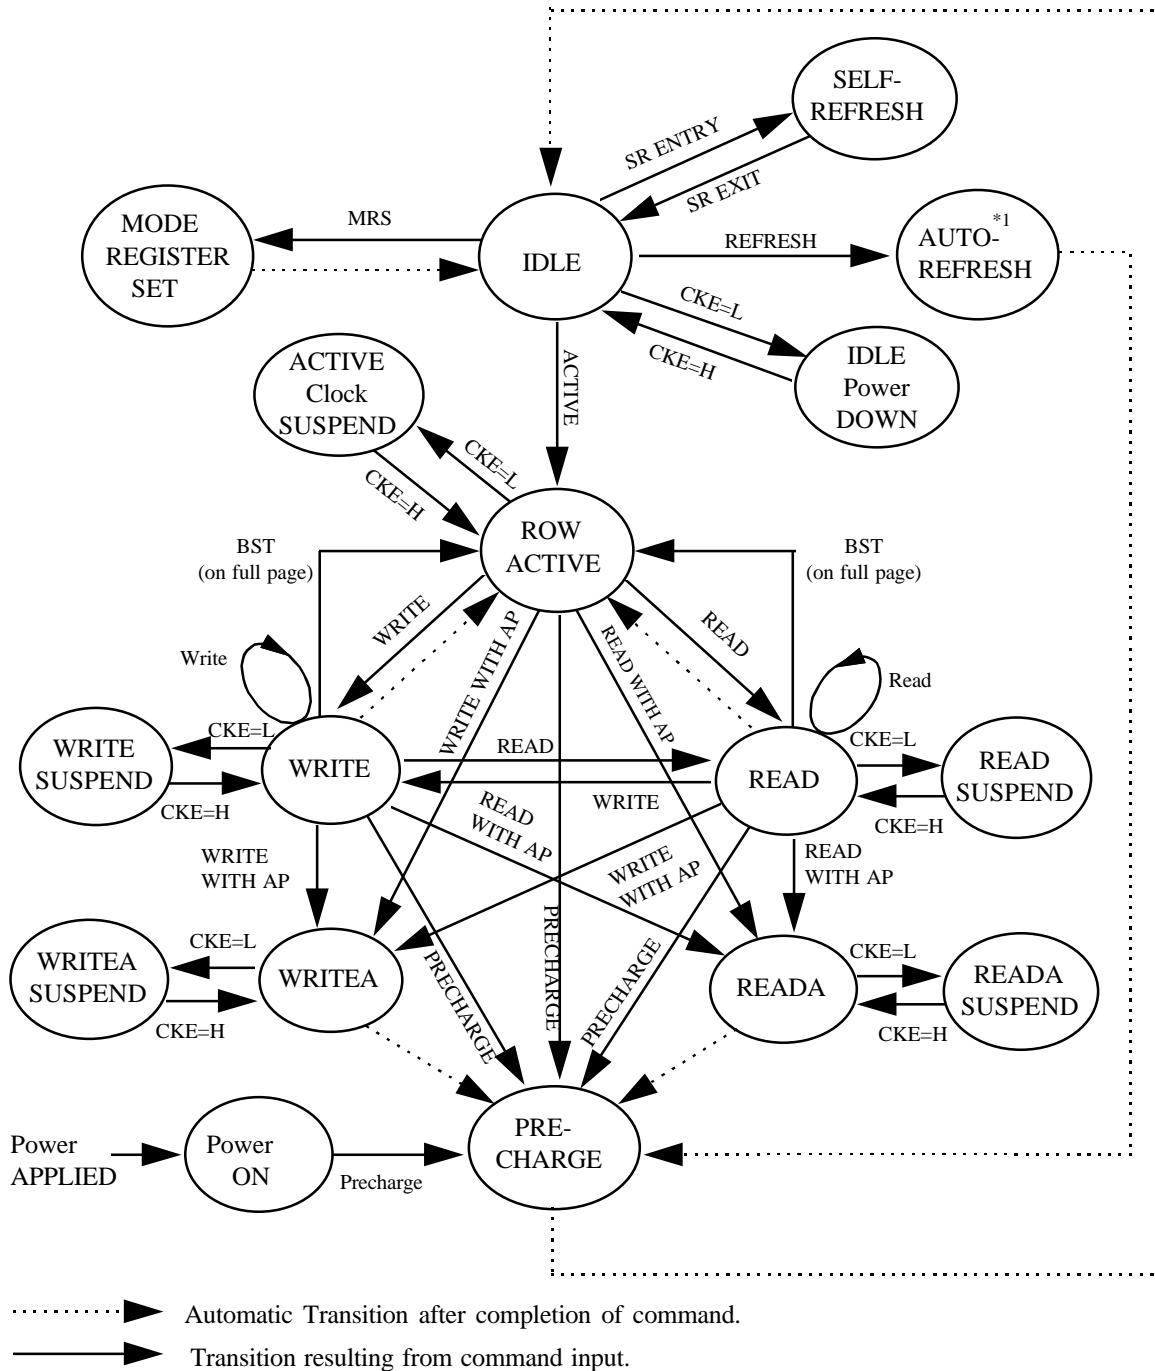 SELF-
REFRESH
SR ENTRY
SR EXIT
MODE
REGISTER
SET
MRS
IDLE
REFRESH
*1
AUTO-
REFRESH
CKE=L
CKE=H
IDLE
Power
DOWN
ACTIVE
Clock
SUSPEND
ACTIVE
CKE=L
CKE=H
ROW
ACTIVE
BST
(on full page)
BST
(on full page)
WRITE
WRITE WITH AP
READ WITH AP
READ
Write
Read
WRITE
SUSPEND
CKE=L
CKE=H
WRITE
READ
WRITE
READ
CKE=L
CKE=H
READ
SUSPEND
WRITE
WITH AP
READ
WITH AP
WRITE
WITH AP
READ
WITH AP
WRITEA
SUSPEND
CKE=L
CKE=H
WRITEA
PRECHARGE
PRECHARGE
PRECHARGE
READA
CKE=L
CKE=H
READA
SUSPEND
Power
APPLIED
Power
ON
Precharge
PRE-
CHARGE
Automatic Transition after completion of command.
Transition resulting from command input.